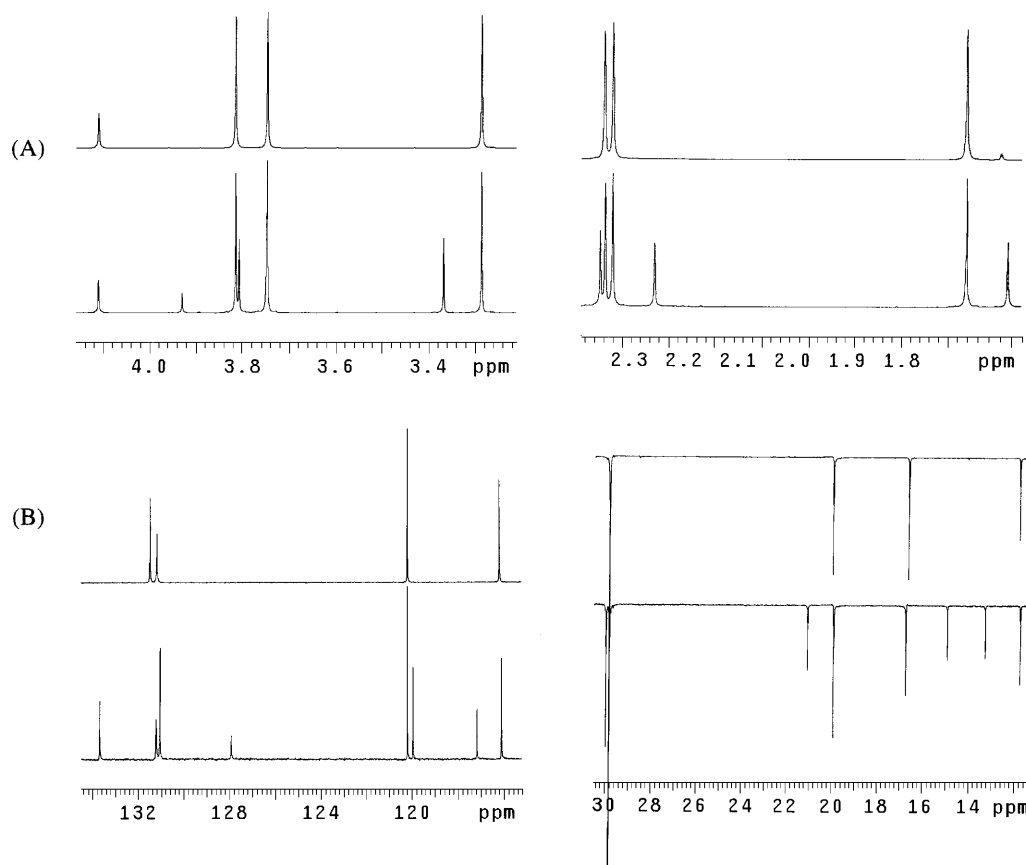 (A)
4.0 3.8 3.6 3.4 ppm
2.3 2.2 2.1 2.0 1.9 1.8 ppm
(B)
132 128 124 120 ppm
30 28 26 24 22 20 18 16 14 ppm